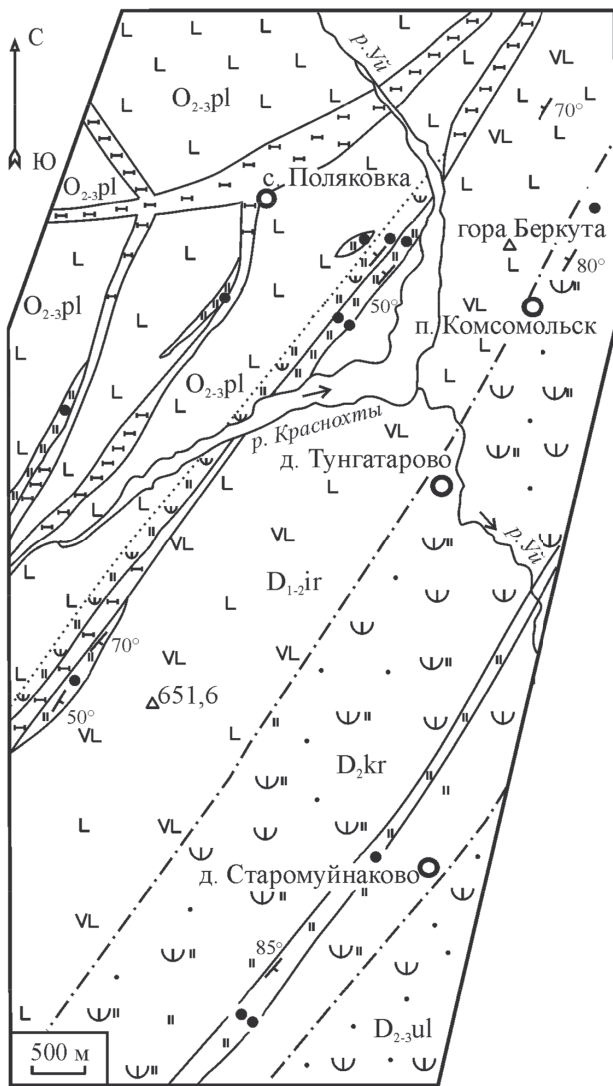 С
Ю
O₂₋₃pl
р. Уй
70°
O₂₋₃pl
с. Поляковка
гора Беркута
80°
50°
п. Комсомольск
O₂₋₃pl
O₂₋₃pl
р. Краснохты
д. Тунгатарово
р. Уй
D₁₋₂ir
70°
651,6
50°
D₂kr
д. Старомуйнаково
85°
D₂₋₃ul
500 м